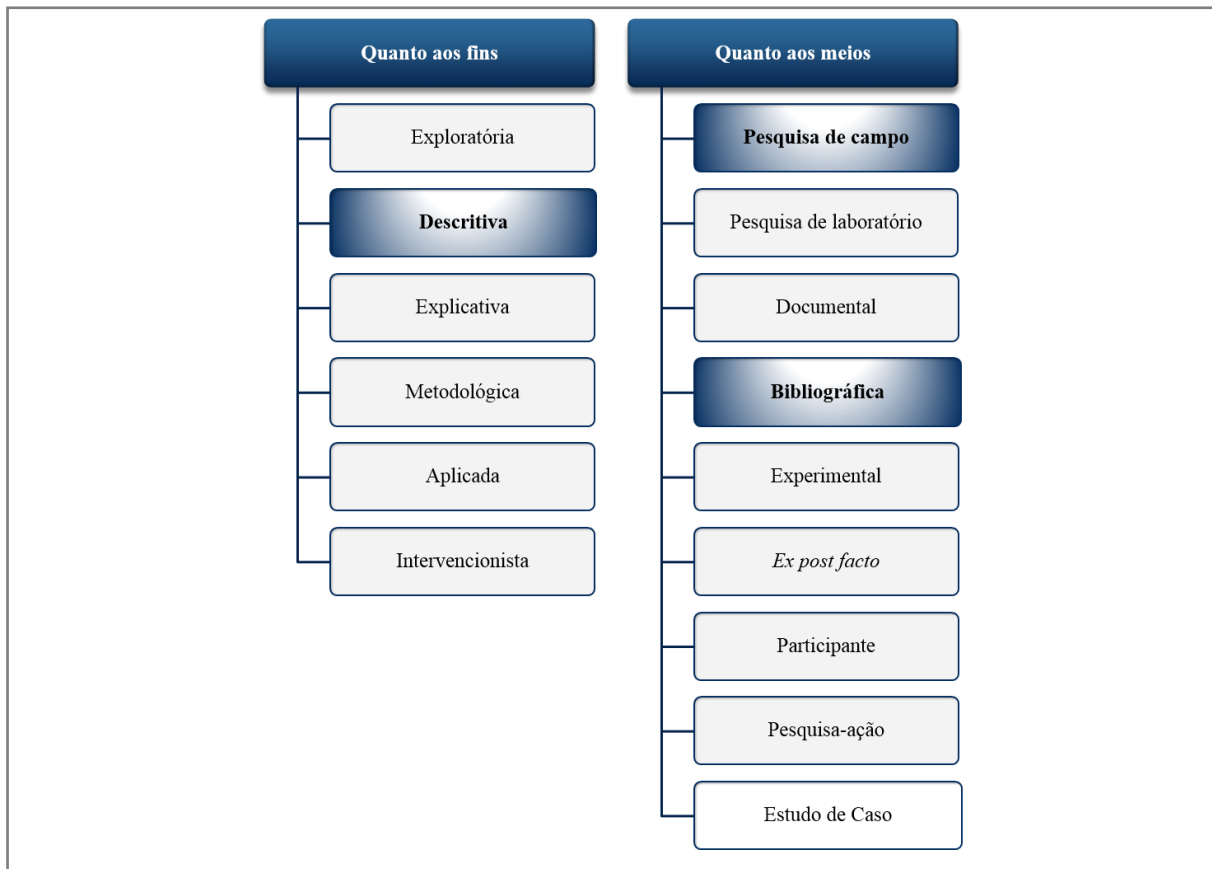 Quanto aos fins
Exploratória
Descritiva
Explicativa
Metodológica
Aplicada
Intervencionista
Quanto aos meios
Pesquisa de campo
Pesquisa de laboratório
Documental
Bibliográfica
Experimental
Ex post facto
Participante
Pesquisa-ação
Estudo de Caso